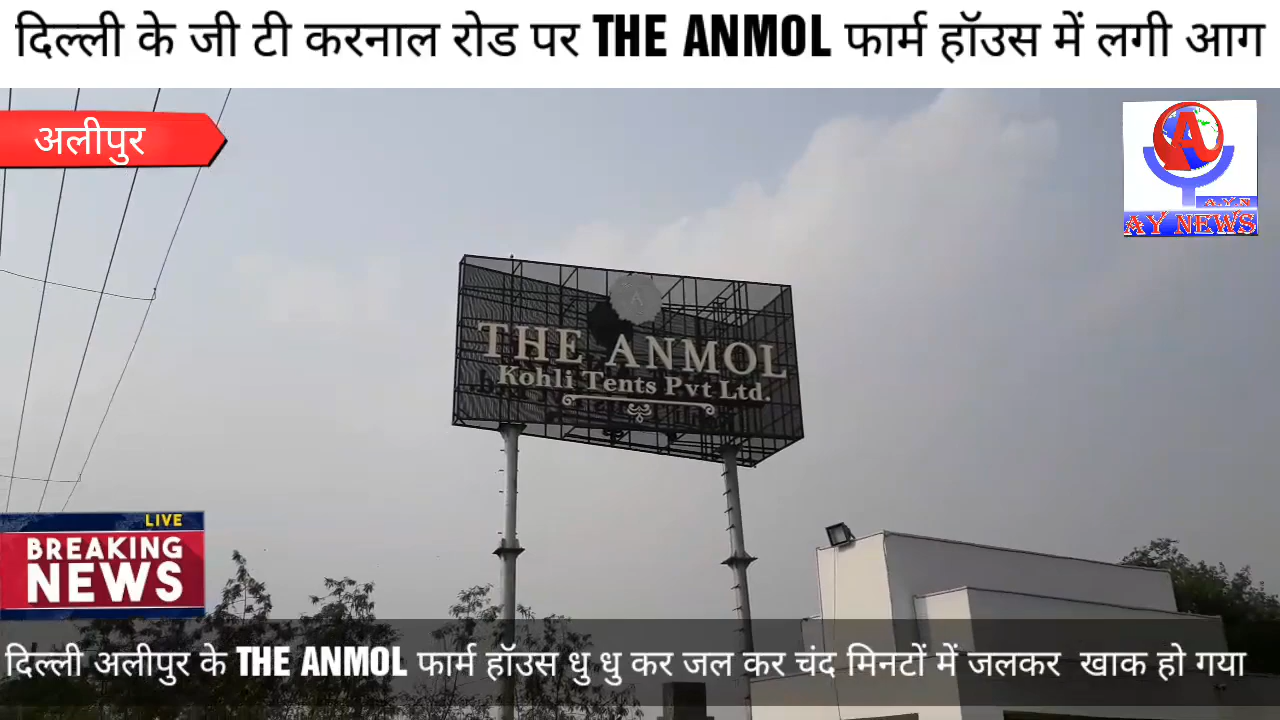 दिल्ली के जी टी करनाल रोड पर THE ANMOL फार्म हॉउस में लगी आग
अलीपुर
A
A.Y.N
AY NEWS
THE ANMOL
Kohli Tents Pvt Ltd.
LIVE
BREAKING
NEWS
दिल्ली अलीपुर के THE ANMOL फार्म हॉउस धु धु कर जल कर चंद मिनटों में जलकर खाक हो गया